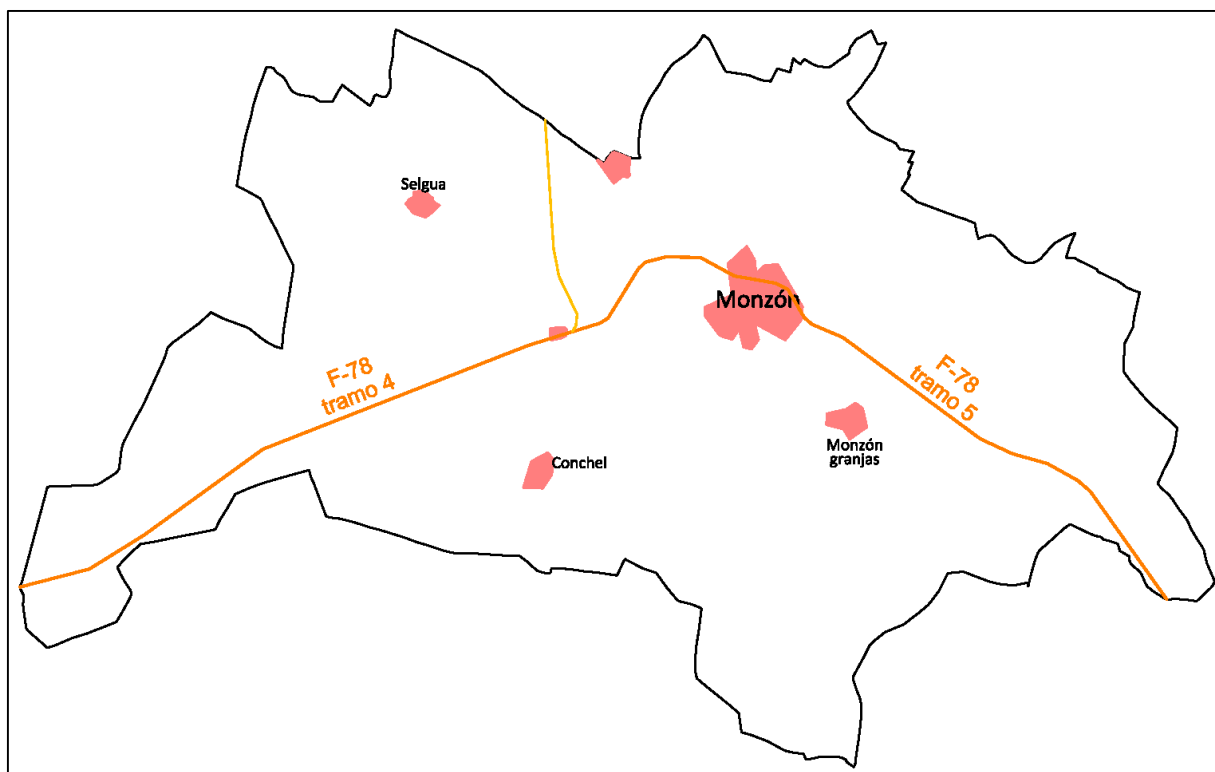 Selgua
Monzón
F-78
tramo 4
F-78
tramo 5
Monzón
granjas
Conchel